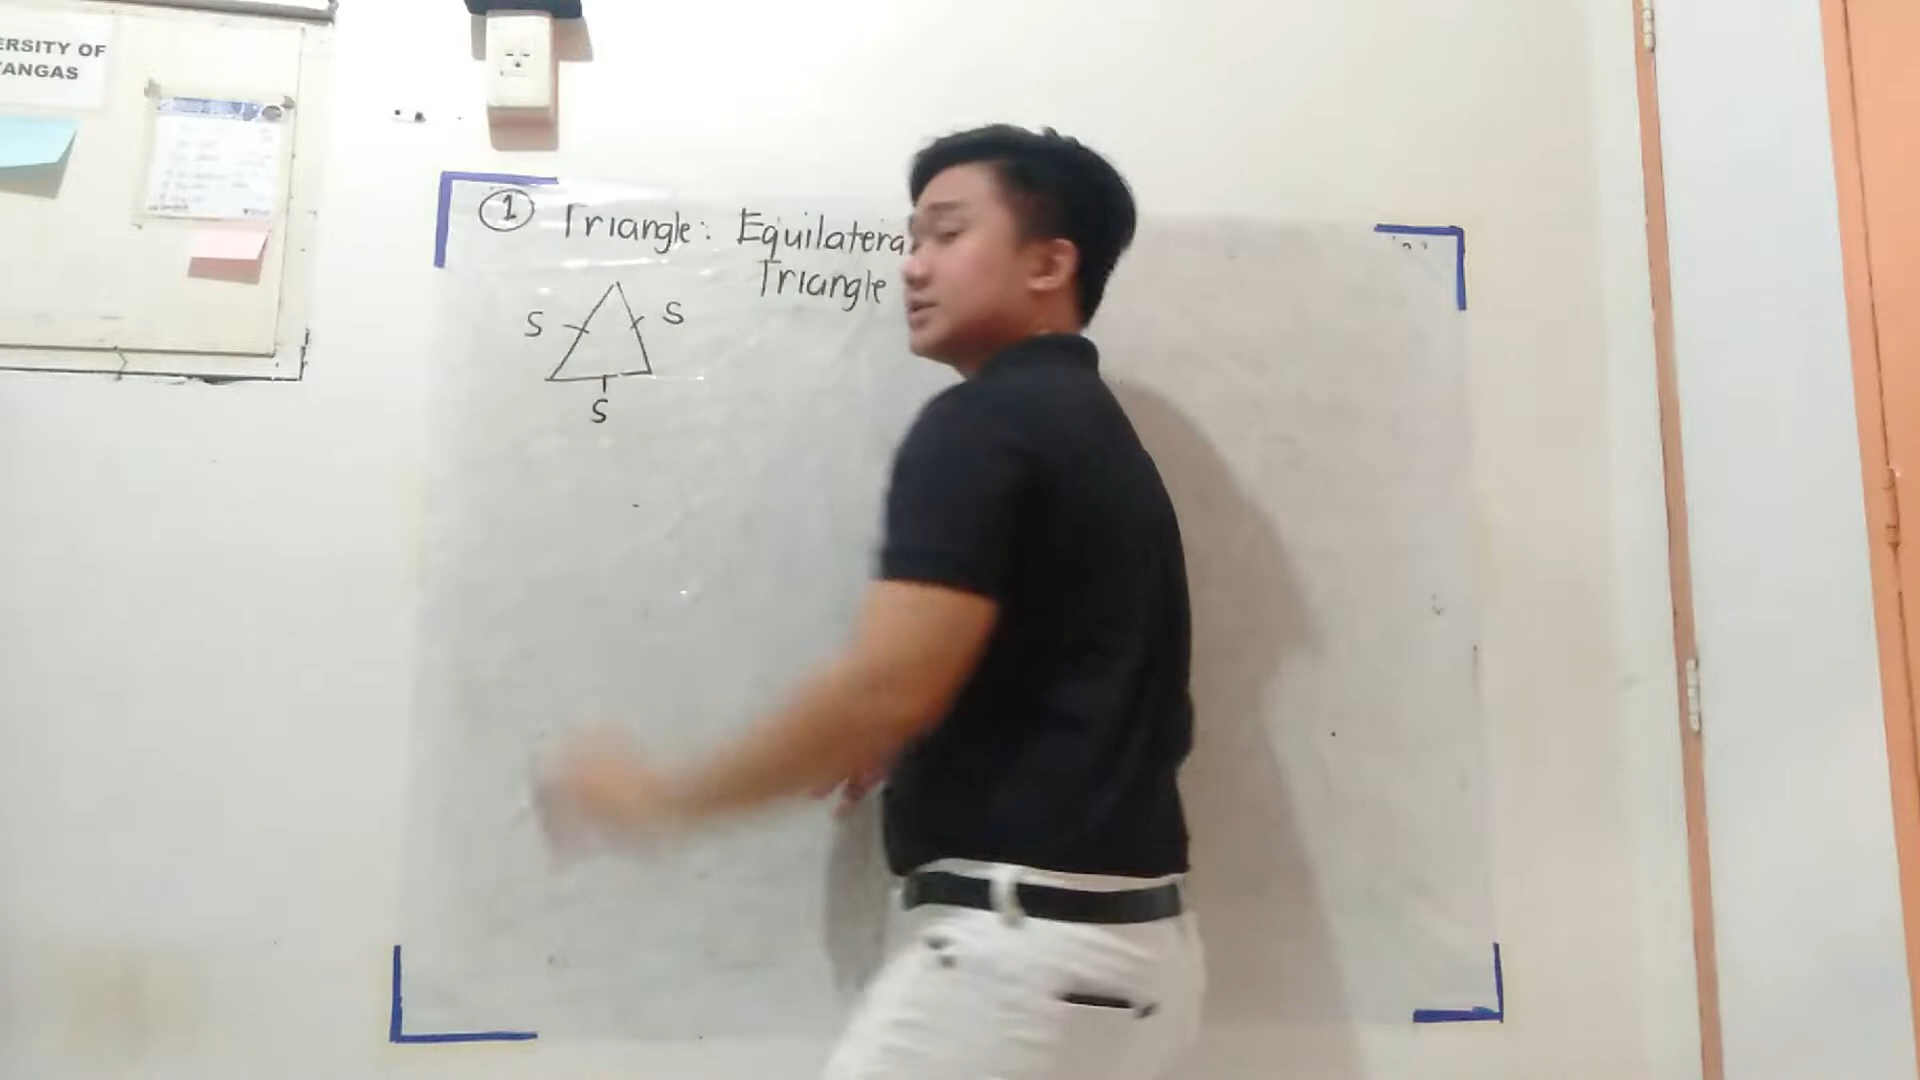 ERSITY OF
TANGAS
① Triangle: Equilatera
Triangle
S S
S